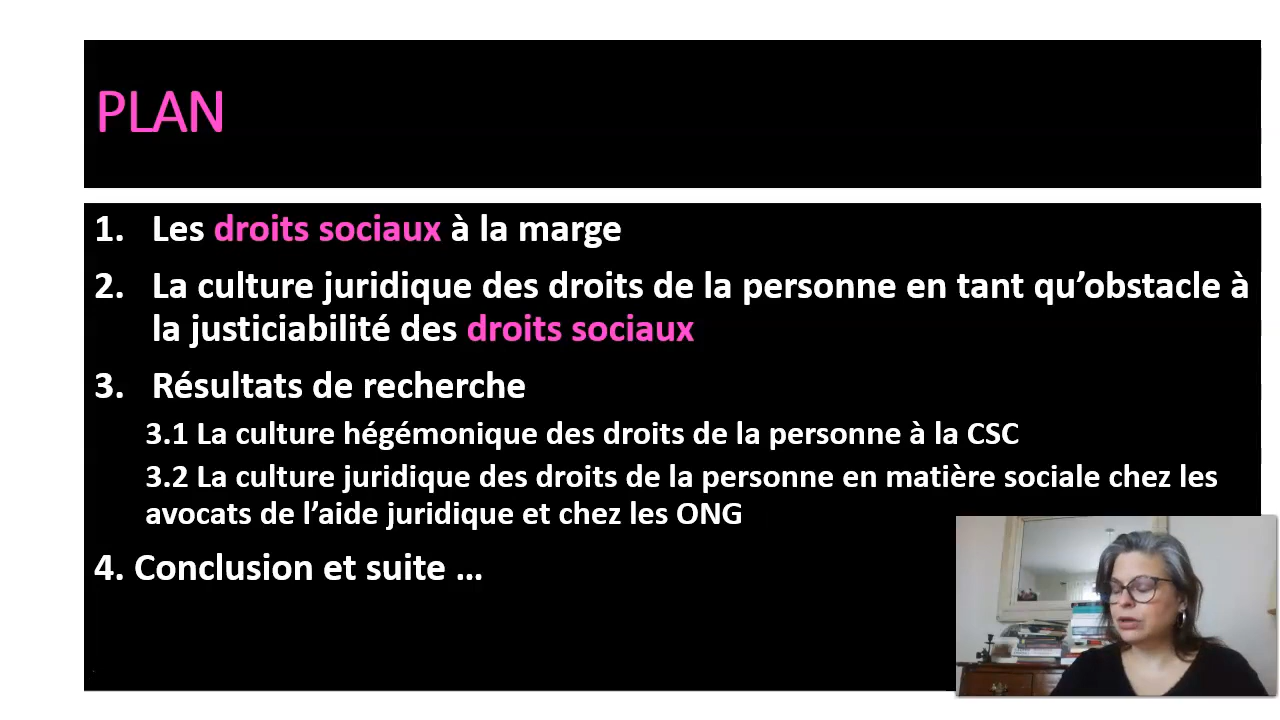 PLAN
1. Les droits sociaux à la marge
2. La culture juridique des droits de la personne en tant qu’obstacle à
la justiciabilité des droits sociaux
3. Résultats de recherche
3.1 La culture hégémonique des droits de la personne à la CSC
3.2 La culture juridique des droits de la personne en matière sociale chez les
avocats de l’aide juridique et chez les ONG
4. Conclusion et suite …